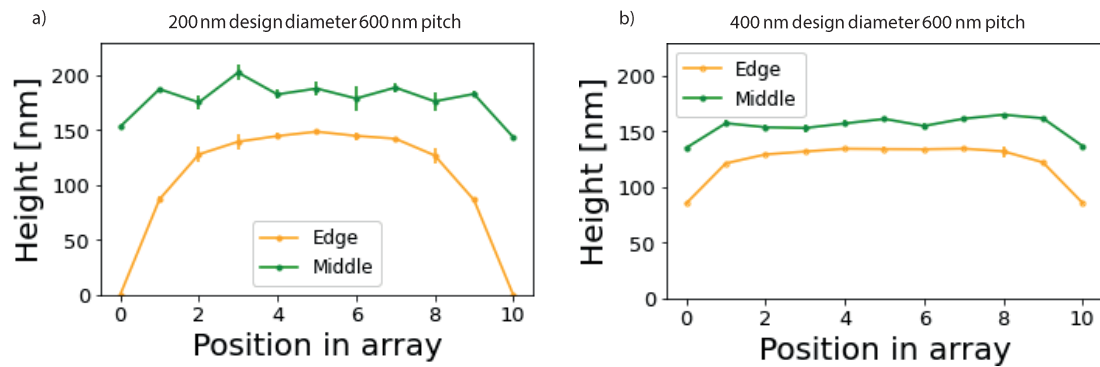 a)
200 nm design diameter 600 nm pitch
Height [nm]
200
150
100
50
0
Edge
Middle
0 2 4 6 8 10
Position in array
b)
400 nm design diameter 600 nm pitch
Height [nm]
200
150
100
50
0
Edge
Middle
0 2 4 6 8 10
Position in array